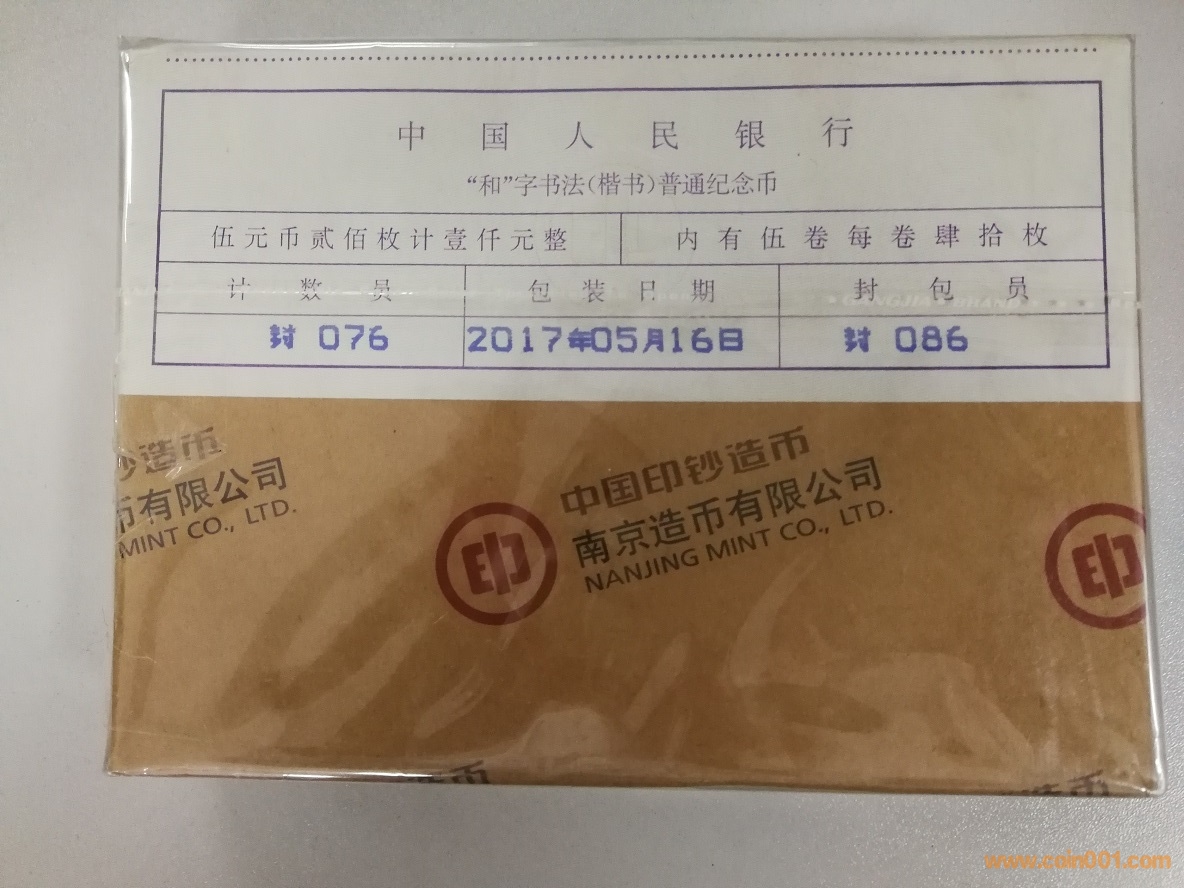 中国人民银行
“和”字书法(楷书)普通纪念币
伍元币贰佰枚计壹仟元整 内有伍卷每卷肆拾枚
计数员 包装日期 封包员
封 076 2017年05月16日 封 086
钞造币
币有限公司
MINT CO., LTD.
中国印钞造币
南京造币有限公司
NANJING MINT CO., LTD.
印
印
造币
造币
www.coin001.com